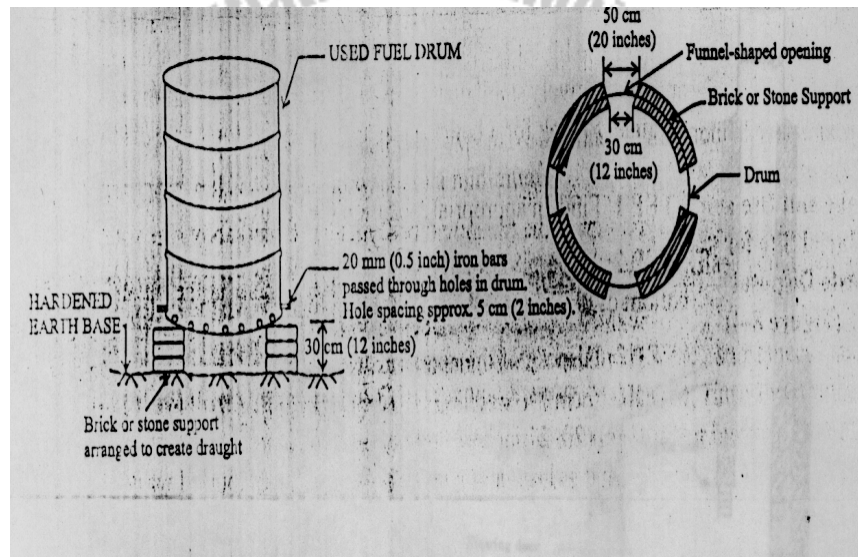 USED FUEL DRUM
20 mm (0.5 inch) iron bars
passed through holes in drum.
Hole spacing spprox. 5 cm (2 inches).
HARDENED
EARTH BASE
30 cm (12 inches)
Brick or stone support
arranged to create draught
50 cm
(20 inches)
Funnel-shaped opening
Brick or Stone Support
30 cm
(12 inches)
Drum